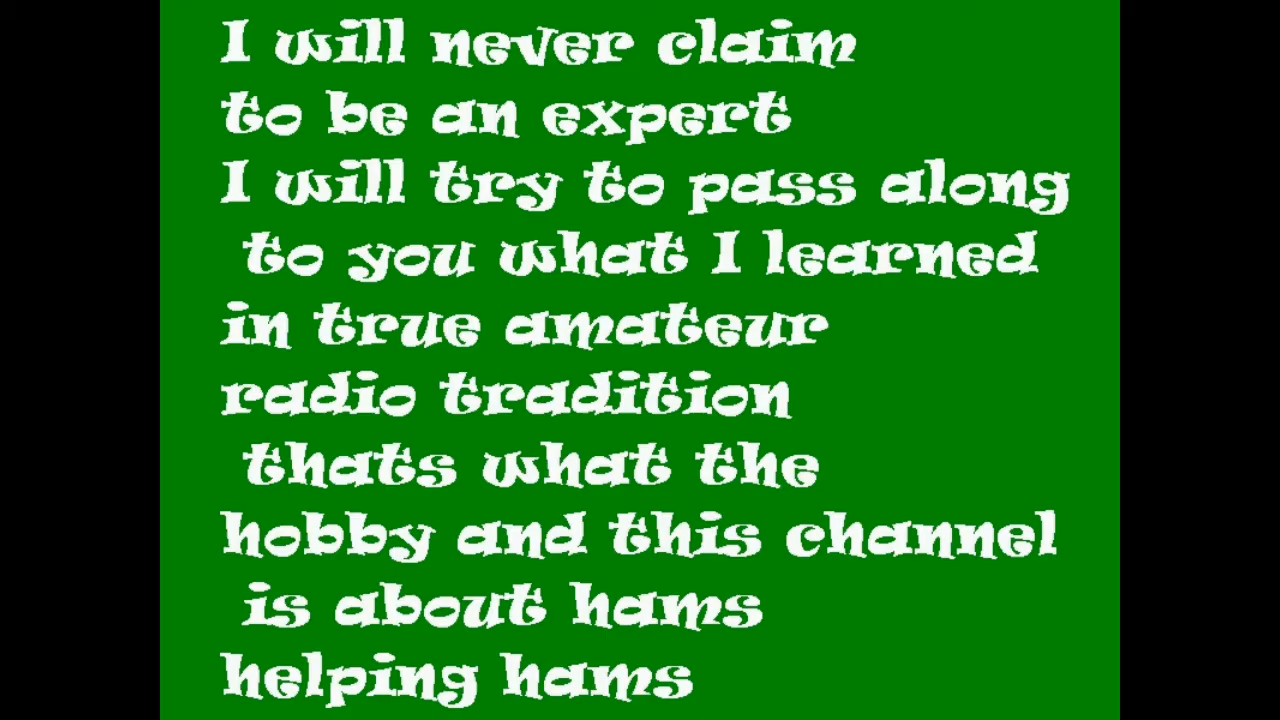 I will never claim
to be an expert
I will try to pass along
to you what I learned
in true amateur
radio tradition
thats what the
hobby and this channel
is about hams
helping hams